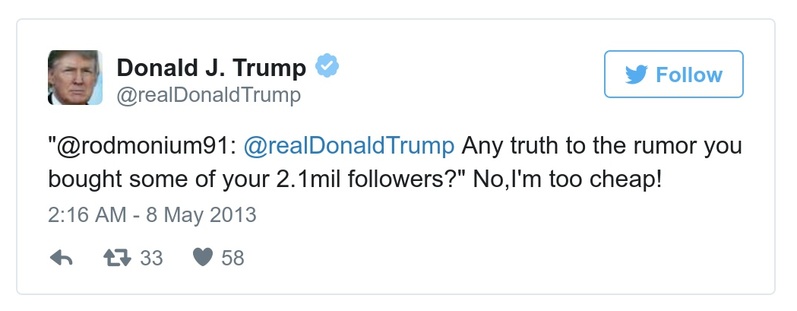 Donald J. Trump
Follow
@realDonaldTrump
"@rodmonium91: @realDonaldTrump Any truth to the rumor you
bought some of your 2.1mil followers?" No,I'm too cheap!
2:16 AM - 8 May 2013
33 58